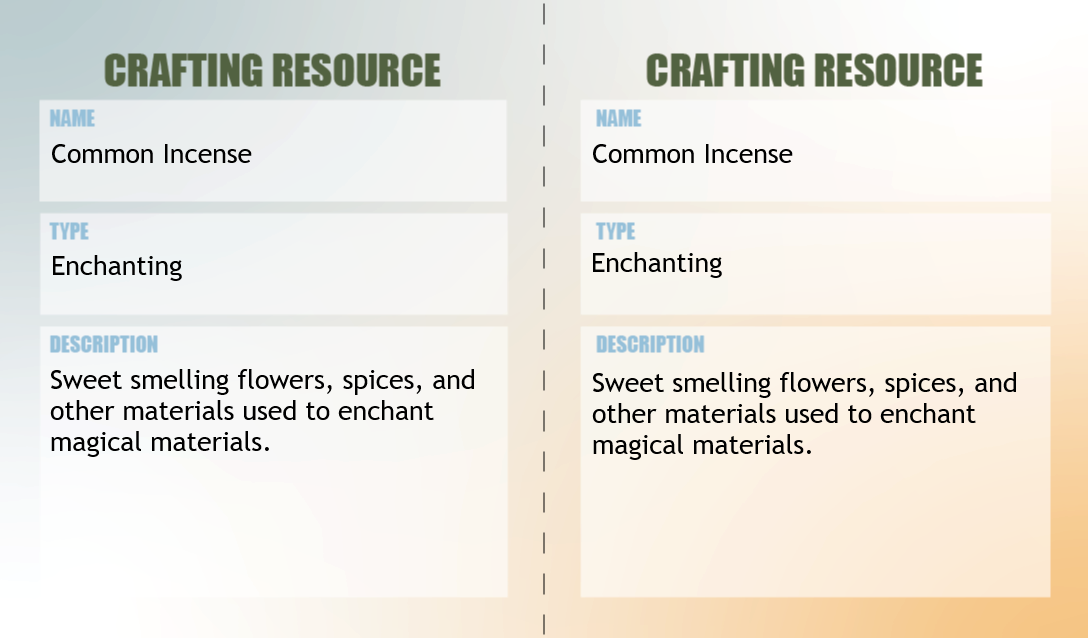 CRAFTING RESOURCE
NAME
Common Incense
TYPE
Enchanting
DESCRIPTION
Sweet smelling flowers, spices, and
other materials used to enchant
magical materials.
CRAFTING RESOURCE
NAME
Common Incense
TYPE
Enchanting
DESCRIPTION
Sweet smelling flowers, spices, and
other materials used to enchant
magical materials.